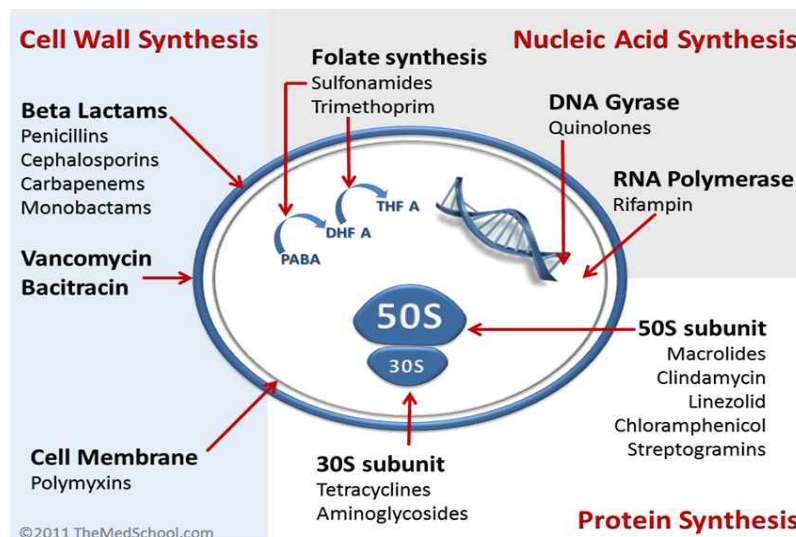 Cell Wall Synthesis
Nucleic Acid Synthesis
Folate synthesis
Sulfonamides
Trimethoprim
Beta Lactams
Penicillins
Cephalosporins
Carbapenems
Monobactams
DNA Gyrase
Quinolones
RNA Polymerase
Rifampin
THF A
DHF A
PABA
Vancomycin
Bacitracin
50S
30S
50S subunit
Macrolides
Clindamycin
Linezolid
Chloramphenicol
Streptogramins
Cell Membrane
Polymyxins
30S subunit
Tetracyclines
Aminoglycosides
Protein Synthesis
©2011 TheMedSchool.com